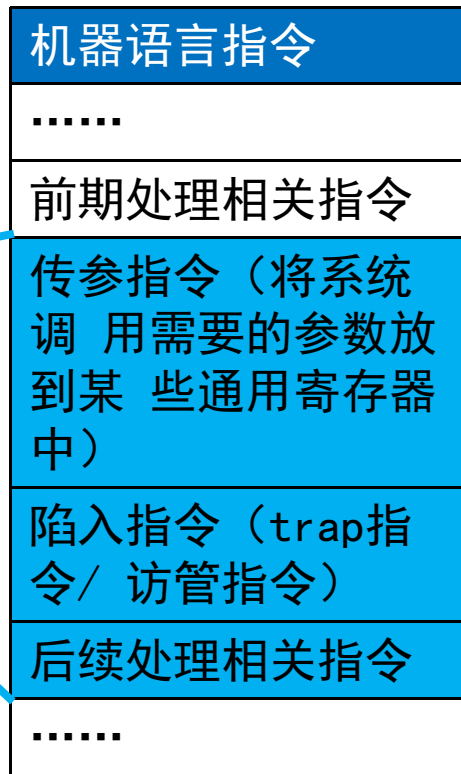 机器语言指令
……
前期处理相关指令
传参指令（将系统
调 用需要的参数放
到某 些通用寄存器
中）
陷入指令（trap指
令/ 访管指令）
后续处理相关指令
……